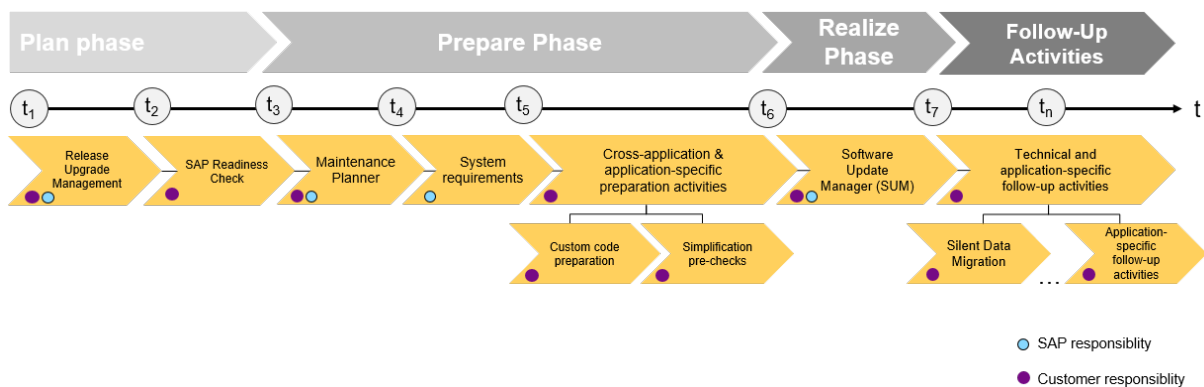 Plan phase
Prepare Phase
Realize
Phase
Follow-Up
Activities
t1
t2
t3
t4
t5
t6
t7
tn
t
Release
Upgrade
Management
SAP Readiness
Check
Maintenance
Planner
System
requirements
Cross-application &
application-specific
preparation activities
Software
Update
Manager (SUM)
Technical and
application-specific
follow-up activities
Custom code
preparation
Simplification
pre-checks
Silent Data
Migration
...
Application-
specific
follow-up
activities
SAP responsiblity
Customer responsiblity